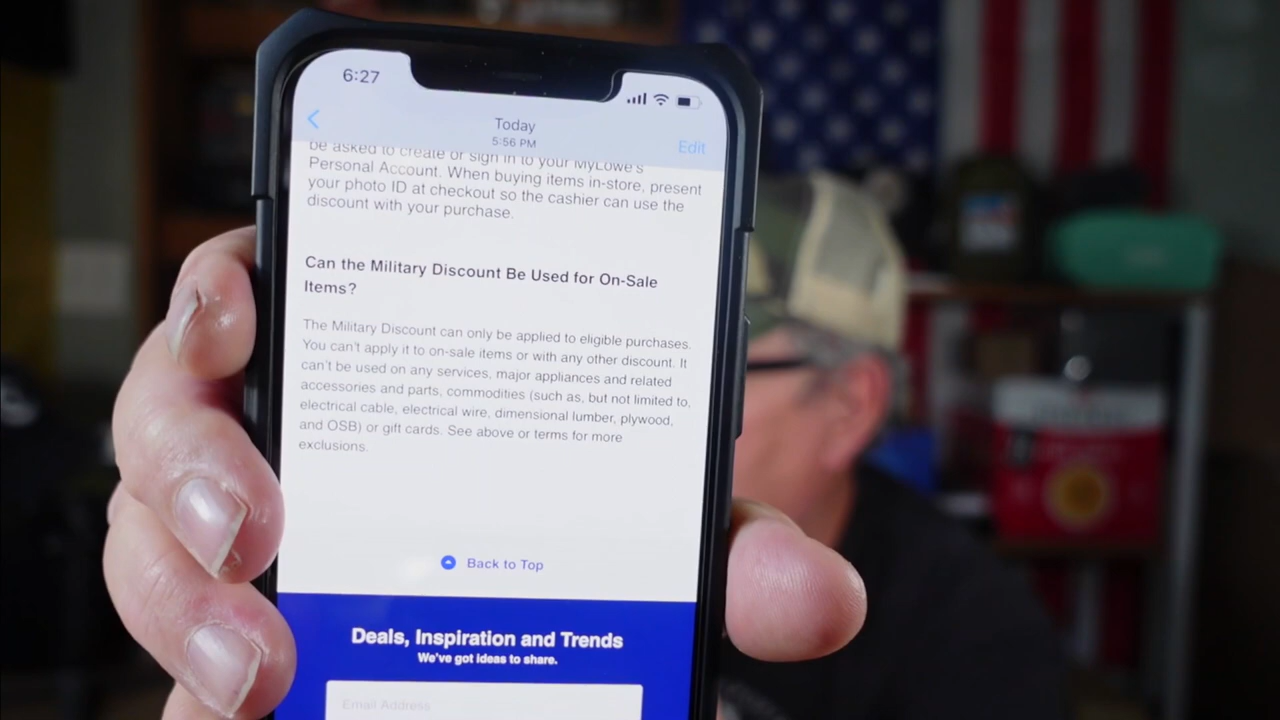 6:27
Today
5:56 PM
Edit
be asked to create or sign in to your MyLowe's
Personal Account. When buying items in-store, present
your photo ID at checkout so the cashier can use the
discount with your purchase.
Can the Military Discount Be Used for On-Sale
Items?
The Military Discount can only be applied to eligible purchases.
You can't apply it to on-sale items or with any other discount. It
can't be used on any services, major appliances and related
accessories and parts, commodities (such as, but not limited to,
electrical cable, electrical wire, dimensional lumber, plywood,
and OSB) or gift cards. See above or terms for more
exclusions.
Back to Top
Deals, Inspiration and Trends
We've got ideas to share.
Email Address